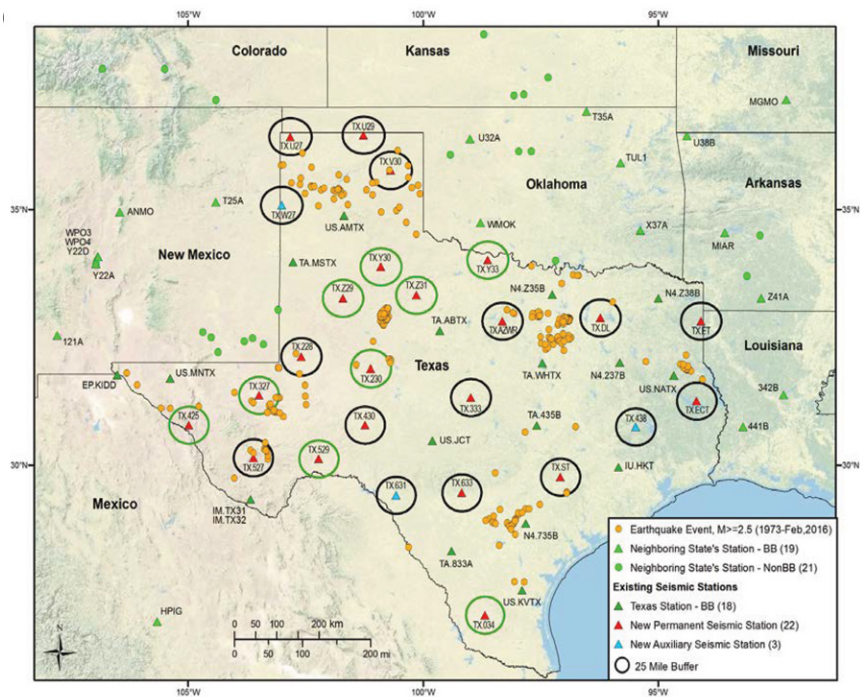 105°W 100°W 95°W
Colorado
Kansas
Missouri
MGMO
T35A
TX.U27
TX.U29
U32A
U38B
TX.V30
TUL1
Oklahoma
Arkansas
35°N
35°N
ANMO
T25A
TX.W27
US.AMTX
WMOK
X37A
MIAR
WPO3
WPO4
Y22D
Y22A
New Mexico
TA.MSTX
TX.Y30
TX.Y33
TX.Z29
TX.Z31
N4.Z35B
N4.Z38B
Z41A
121A
TA.ABTX
TX.AZWR
TX.DL
TX.ET
TX.228
Texas
Louisiana
EP.KIDD
US.MNTX
TX.230
TA.WHTX
N4.237B
US.NATX
TX.327
TX.333
TX.ECT
342B
TX.425
TX.430
TA.435B
TX.438
441B
US.JCT
30°N
30°N
TX.527
TX.529
TX.ST
IU.HKT
Mexico
IM.TX31
IM.TX32
TX.631
TX.633
N4.735B
TA.833A
US.KVTX
TX.034
HPIG
N
0 50 100 200 km
0 50 100 200 mi
Earthquake Event, M>=2.5 (1973-Feb,2016)
Neighboring State's Station - BB (19)
Neighboring State's Station - NonBB (21)
Existing Seismic Stations
Texas Station - BB (18)
New Permanent Seismic Station (22)
New Auxiliary Seismic Station (3)
25 Mile Buffer
105°W 100°W 95°W